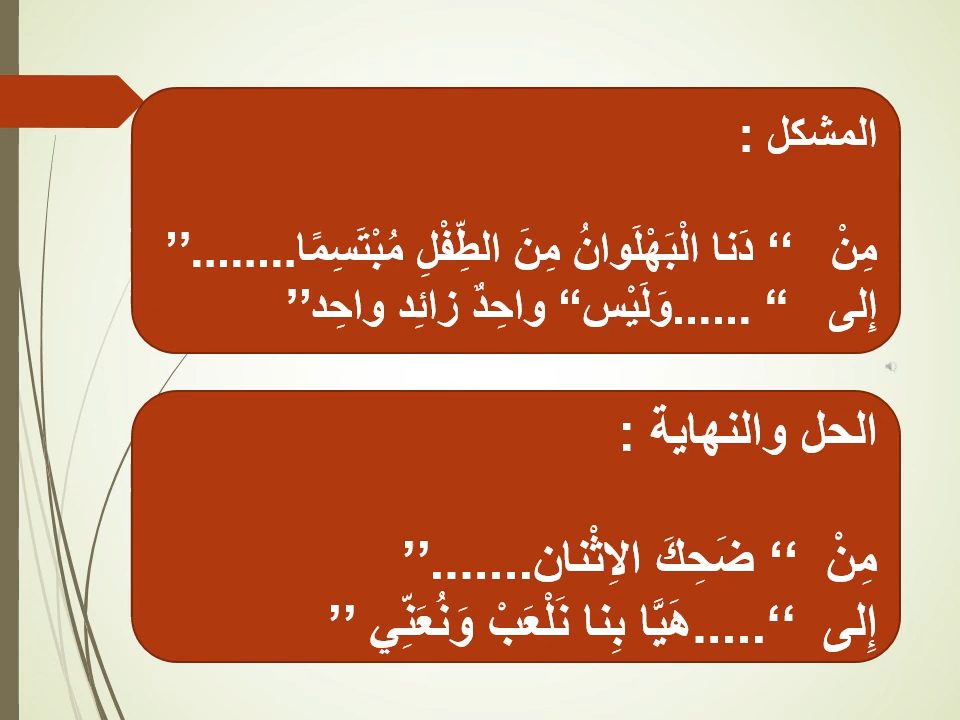 المشكل :
مِنْ “ دَنا الْبَهْلَوانُ مِنَ الطِّفْلِ مُبْتَسِمًا........”
إِلى “ ......وَلَيْس“ واحِدٌ زائِد واحِد”
الحل والنهاية :
مِنْ “ ضَحِكَ الاِثْنان.......”
إِلى “.....هَيَّا بِنا نَلْعَبْ وَنُغَنِّي ”